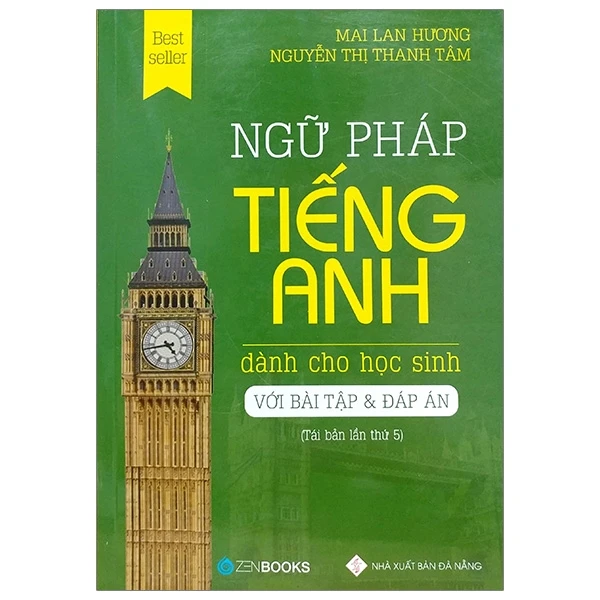 Best
seller
MAI LAN HƯƠNG
NGUYỄN THỊ THANH TÂM
NGỮ PHÁP
TIẾNG
ANH
dành cho học sinh
VỚI BÀI TẬP & ĐÁP ÁN
(Tái bản lần thứ 5)
ZENBOOKS
NHÀ XUẤT BẢN ĐÀ NẴNG